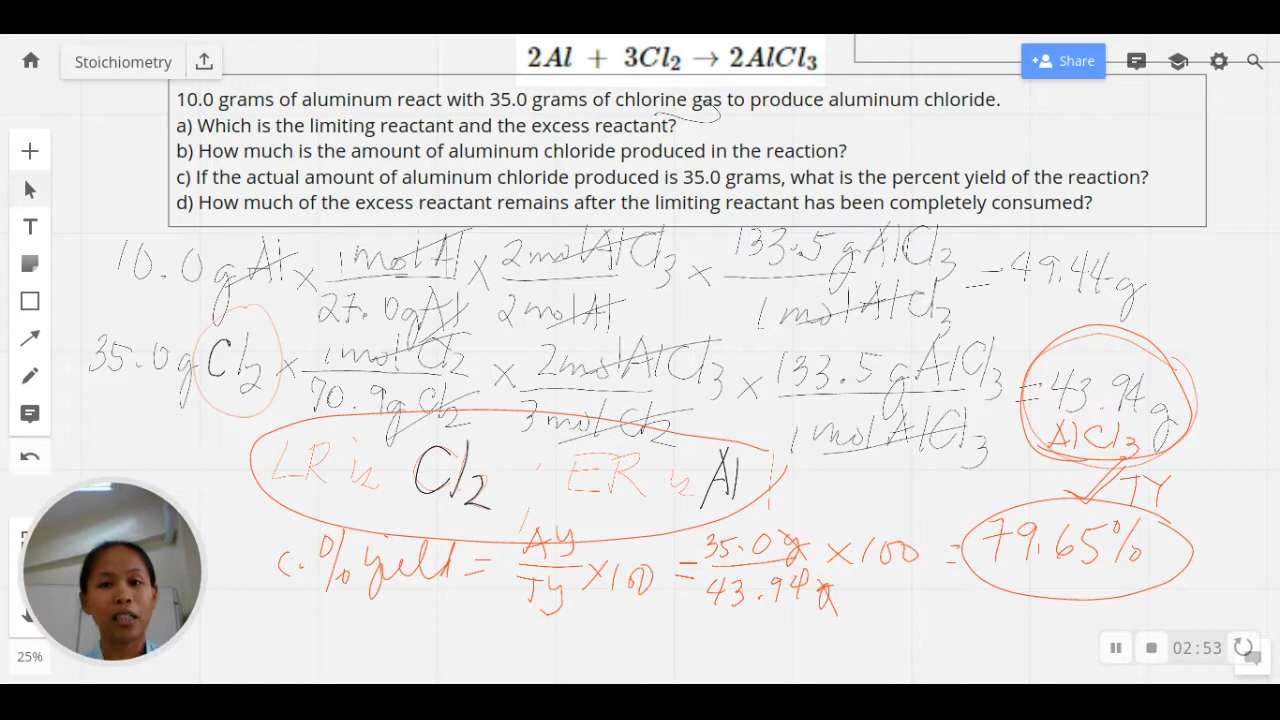 2Al + 3Cl₂ → 2AlCl₃
Stoichiometry
Share
10.0 grams of aluminum react with 35.0 grams of chlorine gas to produce aluminum chloride.
a) Which is the limiting reactant and the excess reactant?
b) How much is the amount of aluminum chloride produced in the reaction?
c) If the actual amount of aluminum chloride produced is 35.0 grams, what is the percent yield of the reaction?
d) How much of the excess reactant remains after the limiting reactant has been completely consumed?
10.0 g Al × 1 mol Al / 27.0 g Al × 2 mol AlCl₃ / 2 mol Al × 133.5 g AlCl₃ / 1 mol AlCl₃ = 49.44 g
35.0 g Cl₂ × 1 mol Cl₂ / 70.9 g Cl₂ × 2 mol AlCl₃ / 3 mol Cl₂ × 133.5 g AlCl₃ / 1 mol AlCl₃ = 43.94 g
AlCl₃
LR is Cl₂ , ER is Al
TY
c. % yield = AY / TY × 100 = 35.0 g / 43.94 g × 100 = 79.65%
25%
02:53